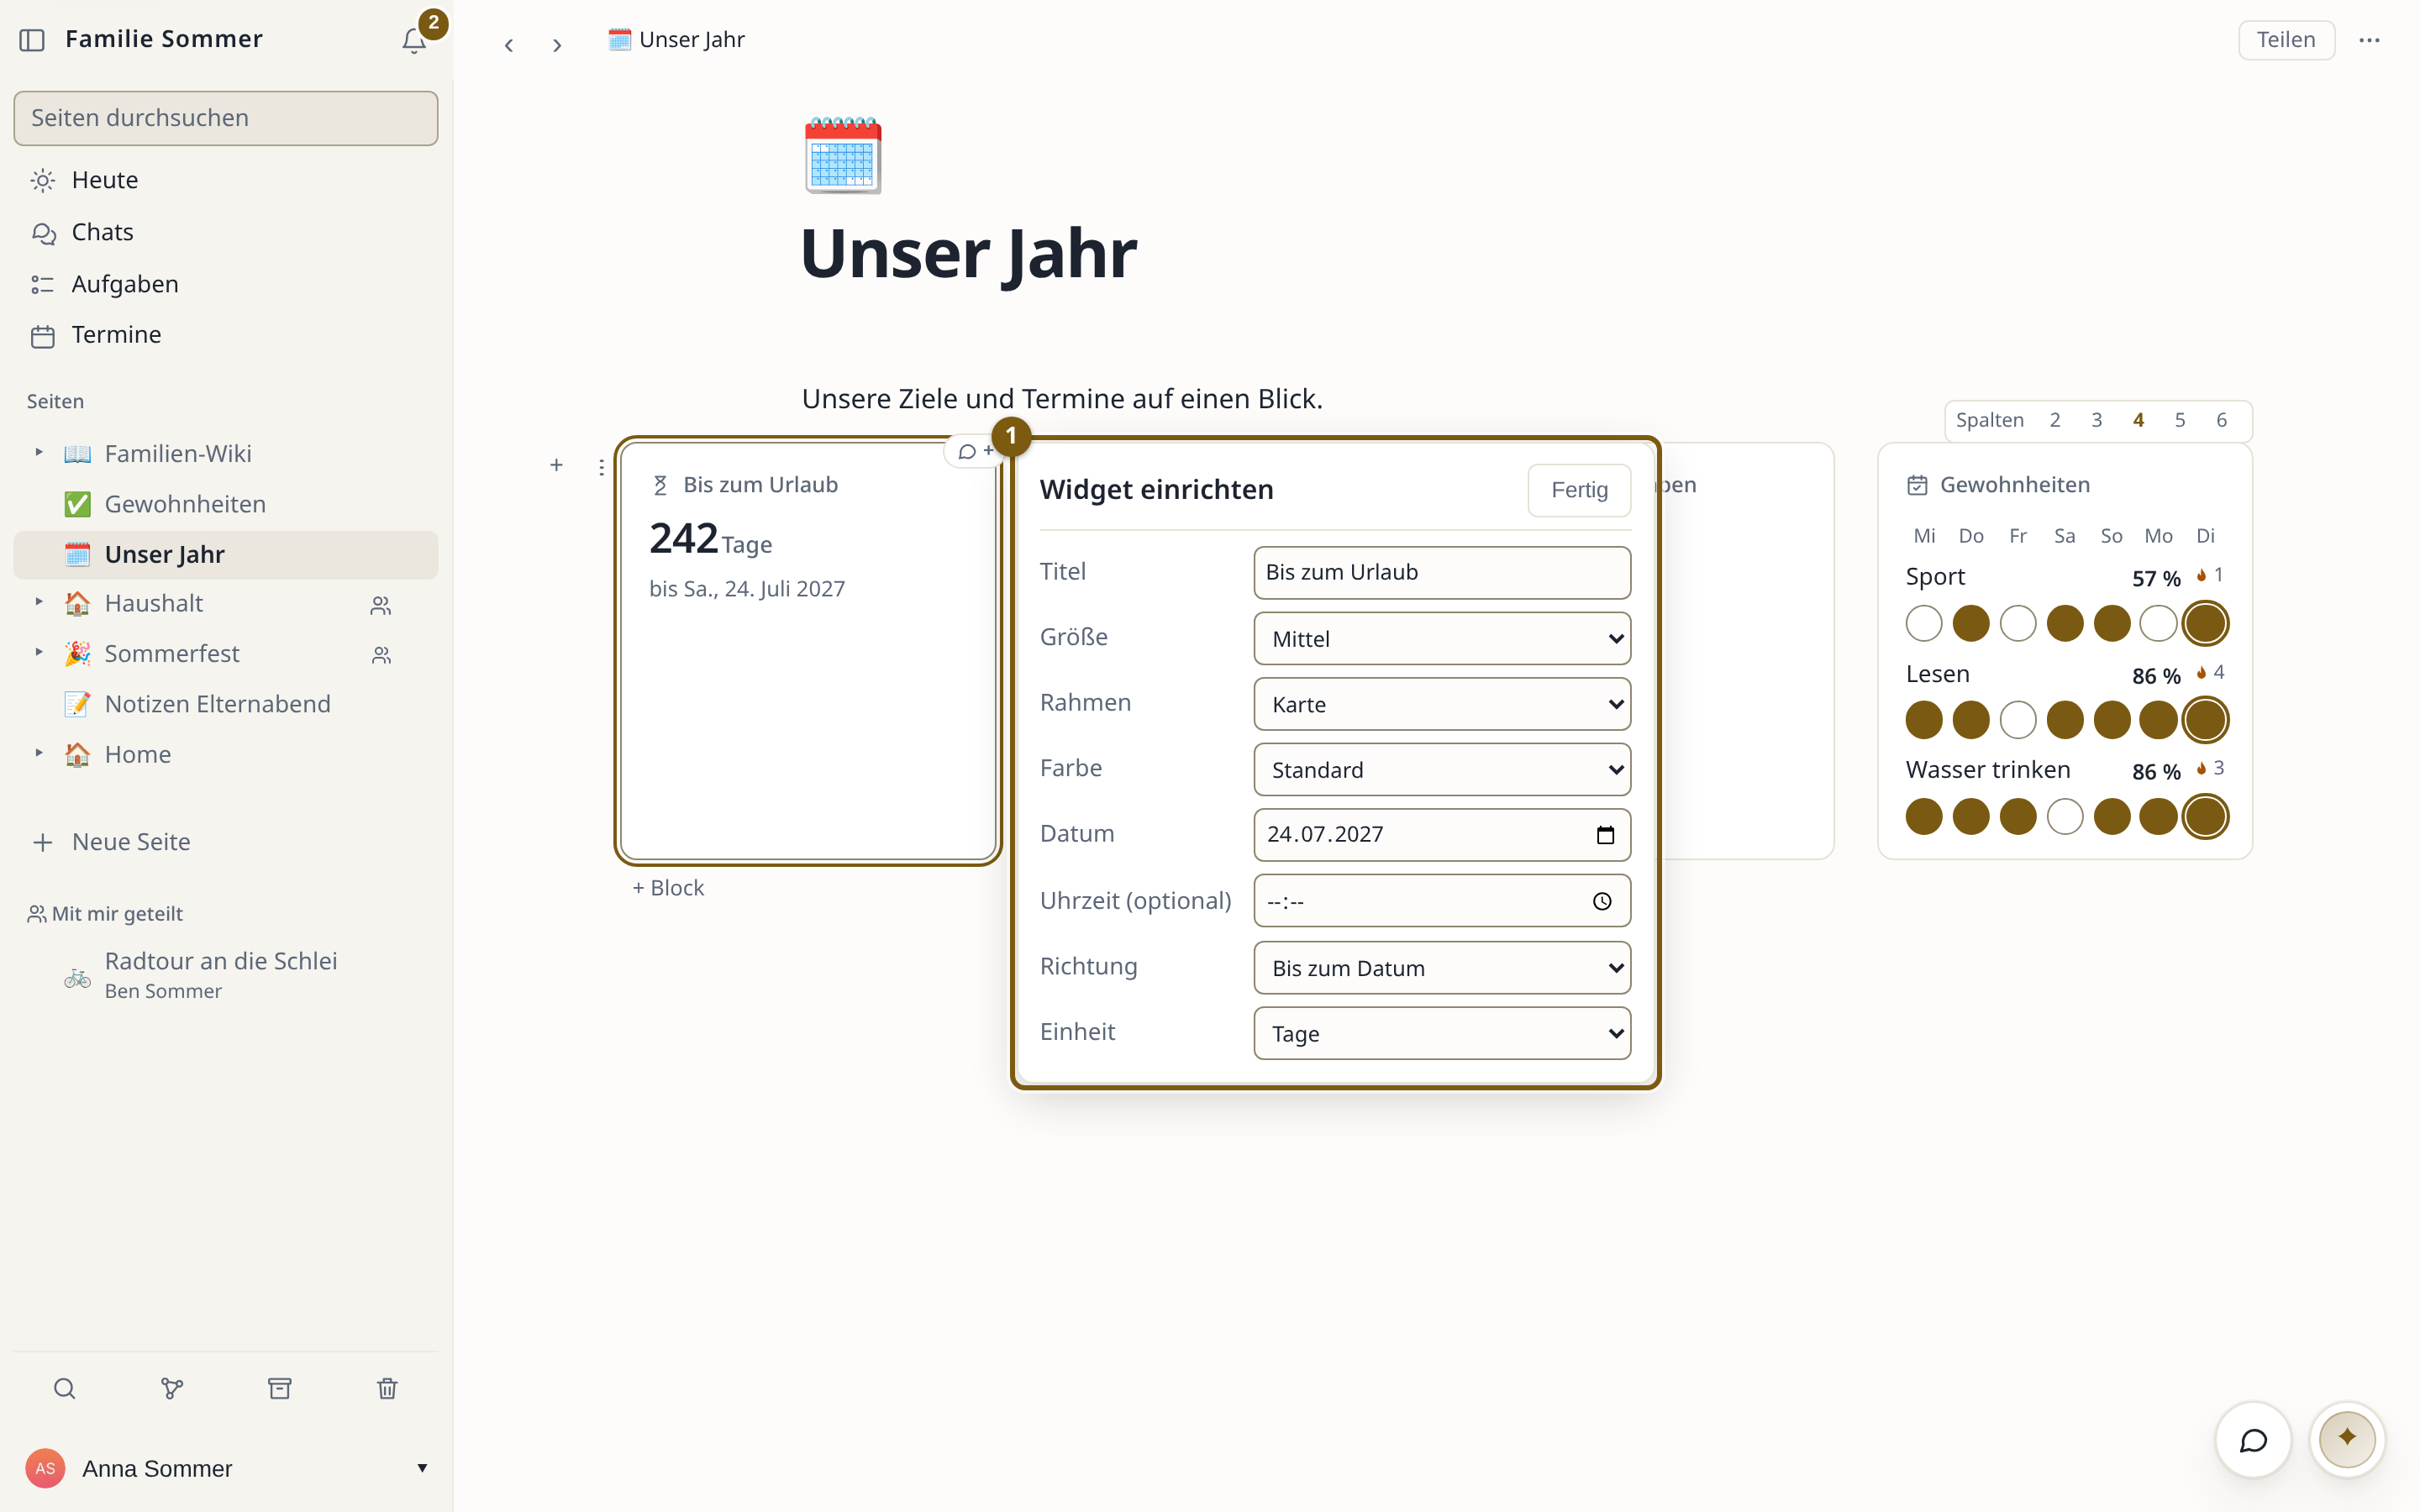 Familie Sommer
2
Seiten durchsuchen
Heute
Chats
Aufgaben
Termine
Seiten
Familien-Wiki
Gewohnheiten
Unser Jahr
Haushalt
Sommerfest
Notizen Elternabend
Home
Neue Seite
Mit mir geteilt
Radtour an die Schlei
Ben Sommer
AS Anna Sommer
Unser Jahr
Teilen
Unser Jahr
Unsere Ziele und Termine auf einen Blick.
Spalten 2 3 4 5 6
Bis zum Urlaub
242 Tage
bis Sa., 24. Juli 2027
+ Block
1
Widget einrichten
Fertig
Titel Bis zum Urlaub
Größe Mittel
Rahmen Karte
Farbe Standard
Datum 24.07.2027
Uhrzeit (optional) --:--
Richtung Bis zum Datum
Einheit Tage
Gewohnheiten
Mi Do Fr Sa So Mo Di
Sport 57 % 1
Lesen 86 % 4
Wasser trinken 86 % 3